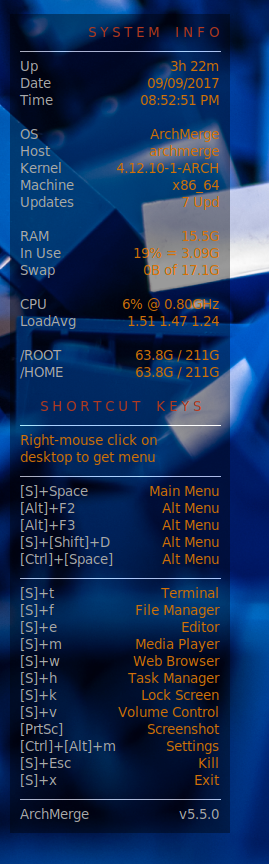 SYSTEM INFO
Up 3h 22m
Date 09/09/2017
Time 08:52:51 PM
OS ArchMerge
Host archmerge
Kernel 4.12.10-1-ARCH
Machine x86_64
Updates 7 Upd
RAM 15.5G
In Use 19% = 3.09G
Swap 0B of 17.1G
CPU 6% @ 0.80GHz
LoadAvg 1.51 1.47 1.24
/ROOT 63.8G / 211G
/HOME 63.8G / 211G
SHORTCUT KEYS
Right-mouse click on
desktop to get menu
[S]+Space Main Menu
[Alt]+F2 Alt Menu
[Alt]+F3 Alt Menu
[S]+[Shift]+D Alt Menu
[Ctrl]+[Space] Alt Menu
[S]+t Terminal
[S]+f File Manager
[S]+e Editor
[S]+m Media Player
[S]+w Web Browser
[S]+h Task Manager
[S]+k Lock Screen
[S]+v Volume Control
[PrtSc] Screenshot
[Ctrl]+[Alt]+m Settings
[S]+Esc Kill
[S]+x Exit
ArchMerge v5.5.0